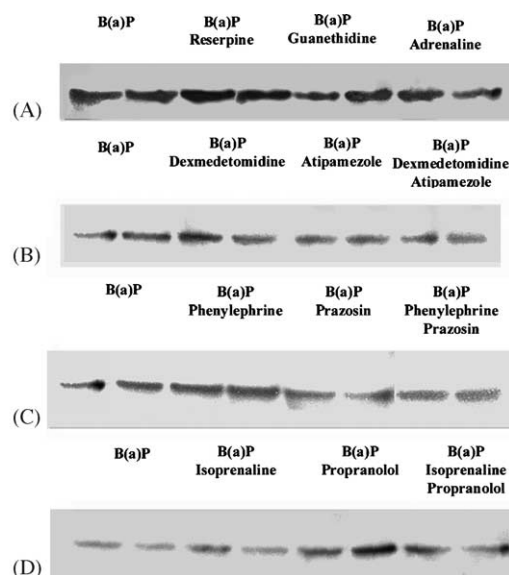 B(a)P B(a)P B(a)P B(a)P
Reserpine Guanethidine Adrenaline
(A)
B(a)P B(a)P B(a)P B(a)P
Dexmedetomidine Atipamezole Dexmedetomidine
Atipamezole
(B)
B(a)P B(a)P B(a)P B(a)P
Phenylephrine Prazosin Phenylephrine
Prazosin
(C)
B(a)P B(a)P B(a)P B(a)P
Isoprenaline Propranolol Isoprenaline
Propranolol
(D)